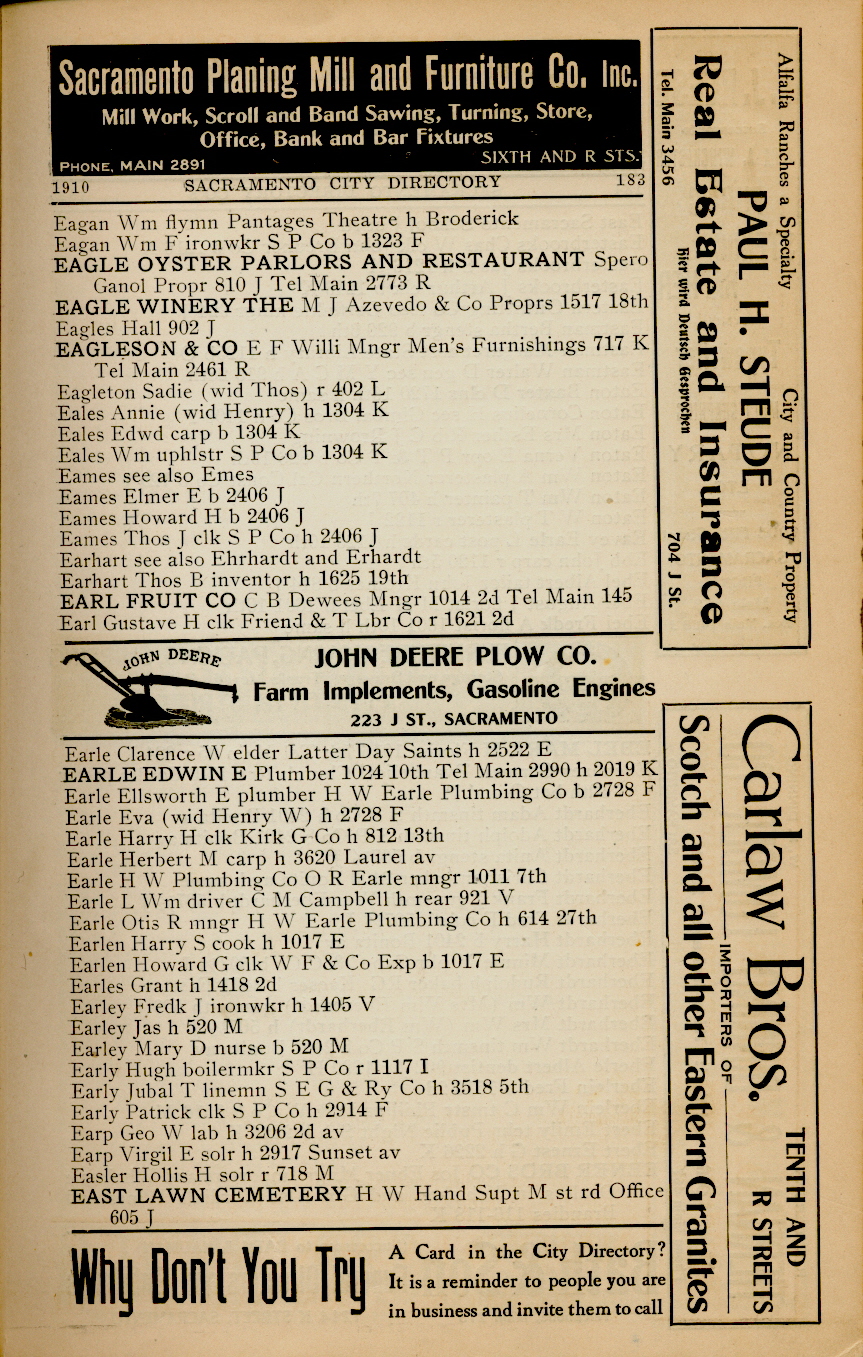 Sacramento Planing Mill and Furniture Co. Inc.
Mill Work, Scroll and Band Sawing, Turning, Store,
Office, Bank and Bar Fixtures
PHONE, MAIN 2891 SIXTH AND R STS.
1910 SACRAMENTO CITY DIRECTORY 183
Eagan Wm flymn Pantages Theatre h Broderick
Eagan Wm F ironwkr S P Co b 1323 F
EAGLE OYSTER PARLORS AND RESTAURANT Spero
Ganol Propr 810 J Tel Main 2773 R
EAGLE WINERY THE M J Azevedo & Co Proprs 1517 18th
Eagles Hall 902 J
EAGLESON & CO E F Willi Mngr Men's Furnishings 717 K
Tel Main 2461 R
Eagleton Sadie (wid Thos) r 402 L
Eales Annie (wid Henry) h 1304 K
Eales Edwd carp b 1304 K
Eales Wm uphlstr S P Co b 1304 K
Eames see also Emes
Eames Elmer E b 2406 J
Eames Howard H b 2406 J
Eames Thos J clk S P Co h 2406 J
Earhart see also Ehrhardt and Erhardt
Earhart Thos B inventor h 1625 19th
EARL FRUIT CO C B Dewees Mngr 1014 2d Tel Main 145
Earl Gustave H clk Friend & T Lbr Co r 1621 2d
JOHN DEERE
JOHN DEERE PLOW CO.
Farm Implements, Gasoline Engines
223 J ST., SACRAMENTO
Earle Clarence W elder Latter Day Saints h 2522 E
EARLE EDWIN E Plumber 1024 10th Tel Main 2990 h 2019 K
Earle Ellsworth E plumber H W Earle Plumbing Co b 2728 F
Earle Eva (wid Henry W) h 2728 F
Earle Harry H clk Kirk G Co h 812 13th
Earle Herbert M carp h 3620 Laurel av
Earle H W Plumbing Co O R Earle mngr 1011 7th
Earle L Wm driver C M Campbell h rear 921 V
Earle Otis R mngr H W Earle Plumbing Co h 614 27th
Earlen Harry S cook h 1017 E
Earlen Howard G clk W F & Co Exp b 1017 E
Earles Grant h 1418 2d
Earley Fredk J ironwkr h 1405 V
Earley Jas h 520 M
Earley Mary D nurse b 520 M
Early Hugh boilermkr S P Co r 1117 I
Early Jubal T linemn S E G & Ry Co h 3518 5th
Early Patrick clk S P Co h 2914 F
Earp Geo W lab h 3206 2d av
Earp Virgil E solr h 2917 Sunset av
Easler Hollis H solr r 718 M
EAST LAWN CEMETERY H W Hand Supt M st rd Office
605 J
Why Don't You Try
A Card in the City Directory?
It is a reminder to people you are
in business and invite them to call
Alfalfa Ranches a Specialty City and Country Property
PAUL H. STEUDE
Real Estate and Insurance
Hier wird Deutsch Gesprochen
Tel. Main 3456 704 J St.
Carlaw Bros. TENTH AND
R STREETS
IMPORTERS OF
Scotch and all other Eastern Granites